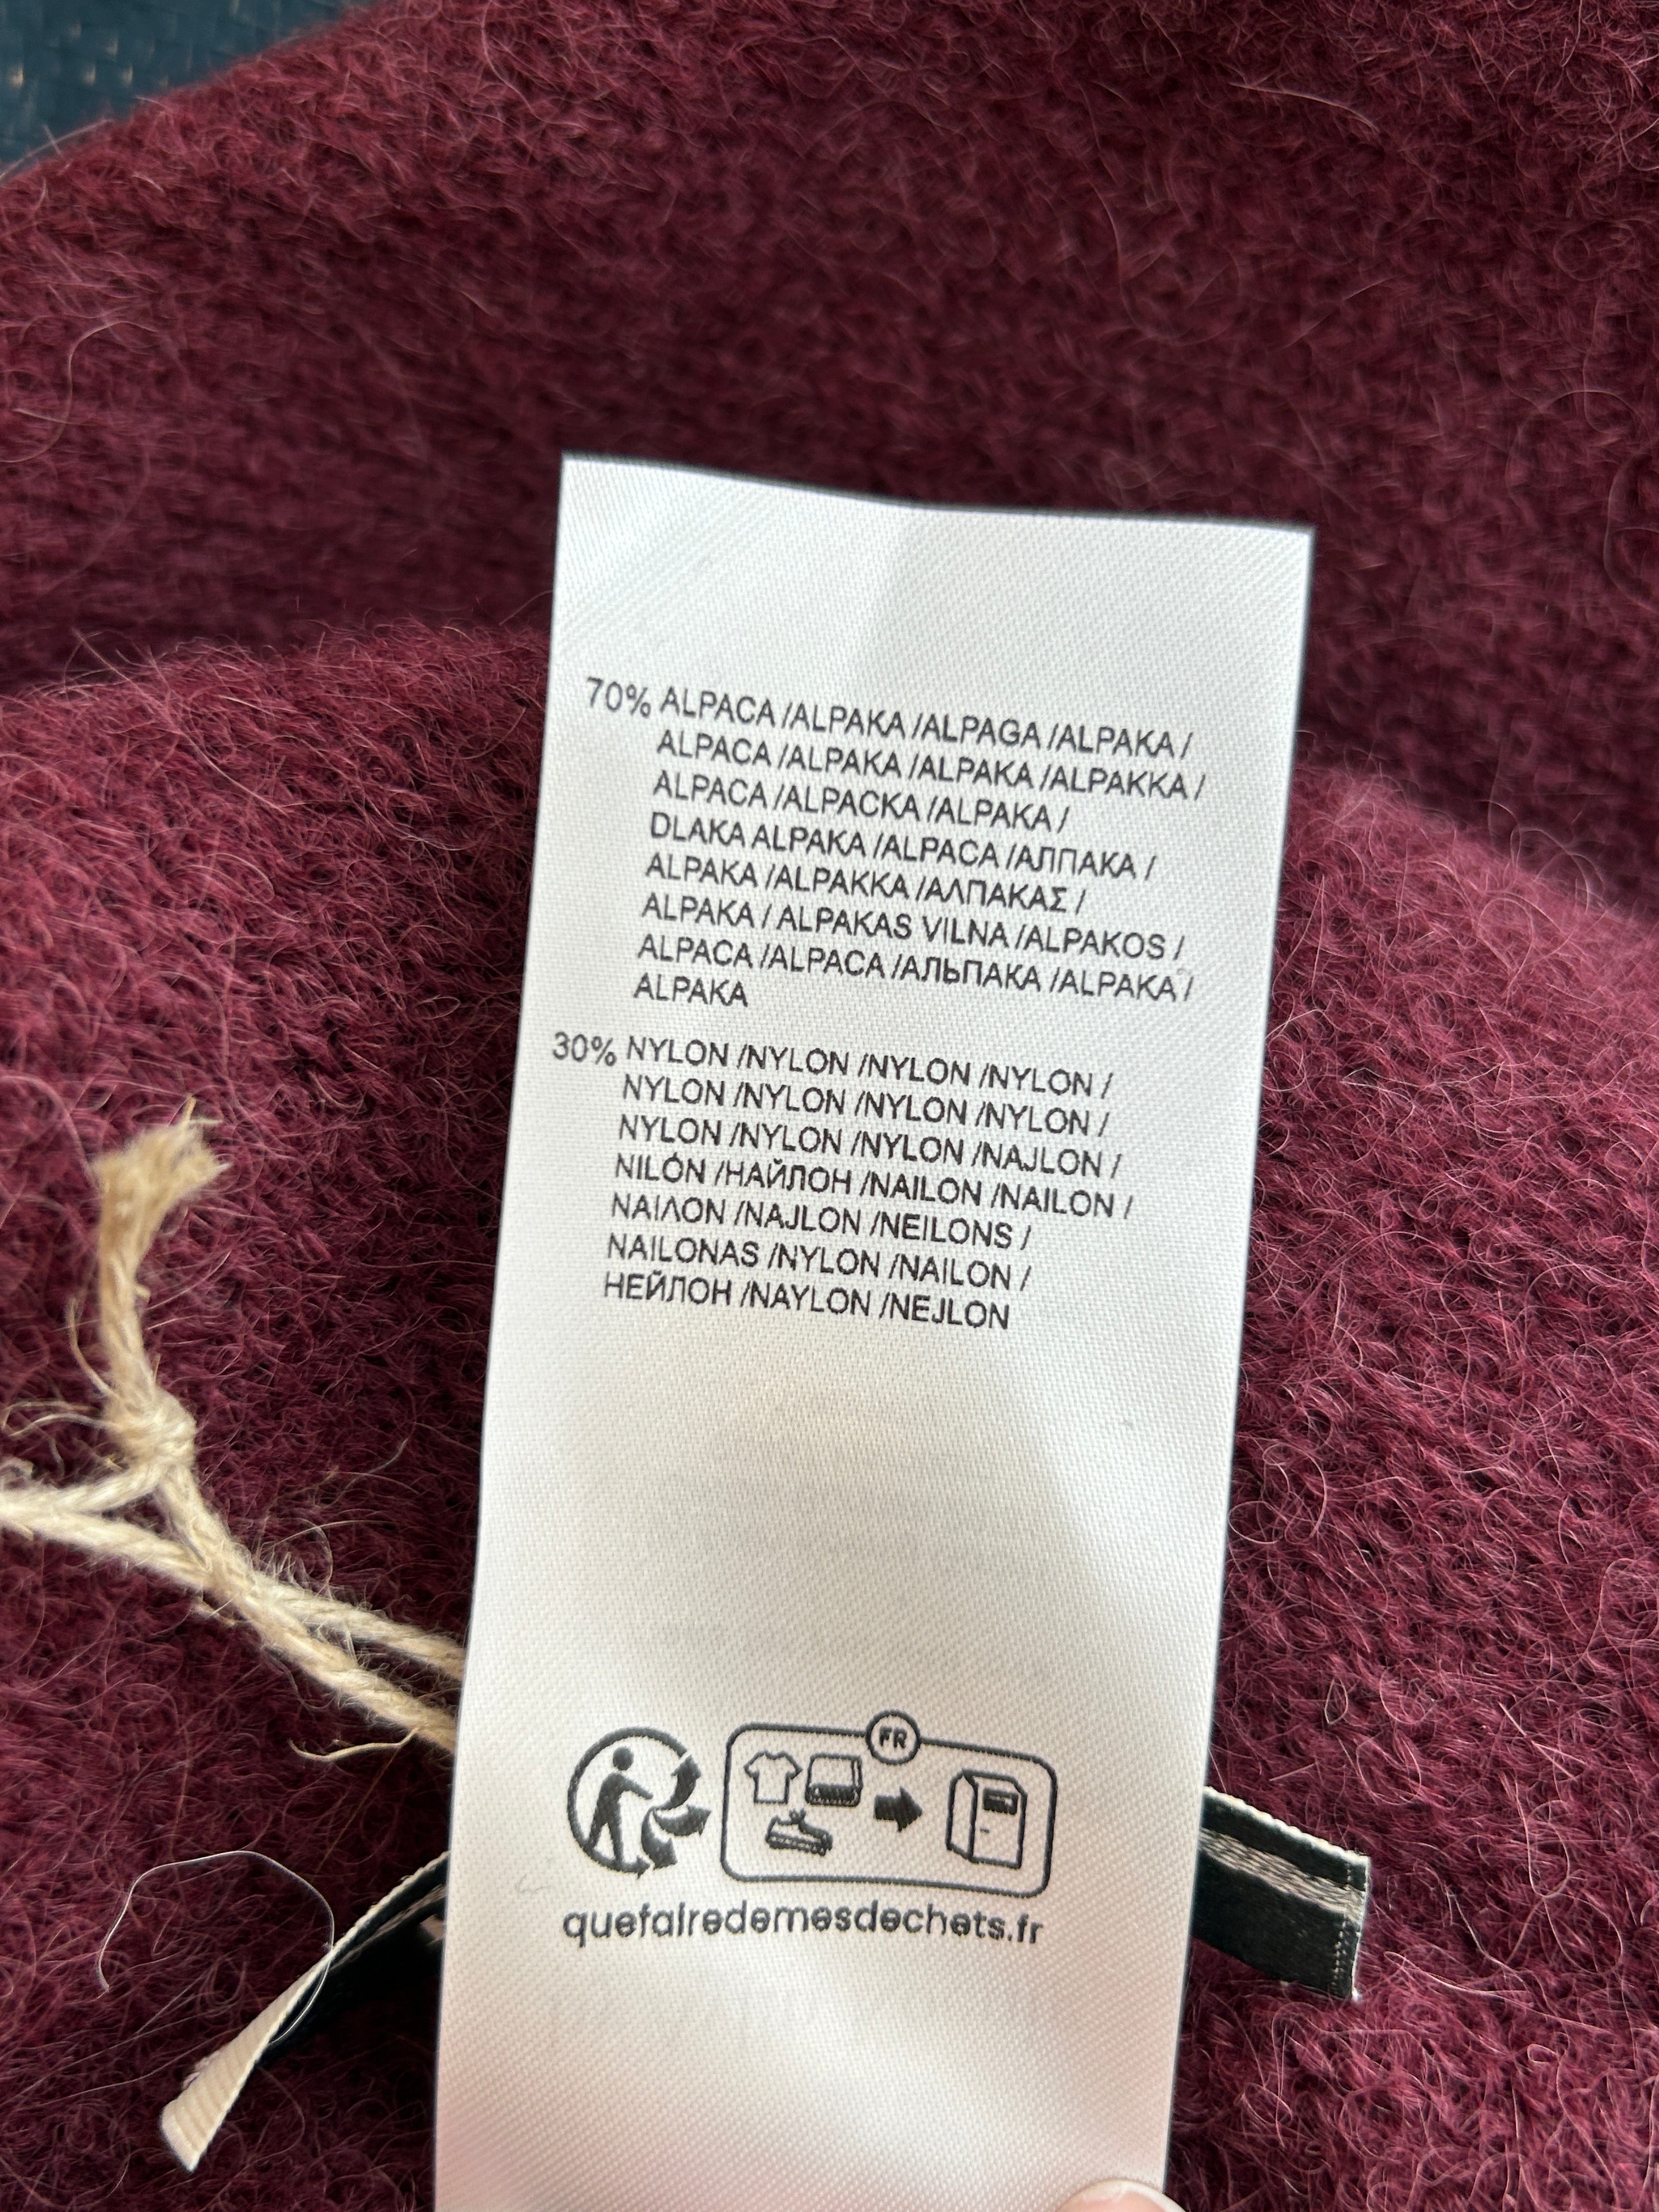 70% ALPACA /ALPAKA /ALPAGA /ALPAKA /
ALPACA /ALPAKA /ALPAKA /ALPAKKA /
ALPACA /ALPACKA /ALPAKA /
DLAKA ALPAKA /ALPACA /АЛПАКА /
ALPAKA /ALPAKKA /ΑΛΠΑΚΑΣ /
ALPAKA / ALPAKAS VILNA /ALPAKOS /
ALPACA /ALPACA /АЛЬПАКА /ALPAKA /
ALPAKA
30% NYLON /NYLON /NYLON /NYLON /
NYLON /NYLON /NYLON /NYLON /
NYLON /NYLON /NYLON /NAJLON /
NILÓN /НАЙЛОН /NAILON /NAILON /
ΝΑΙΛΟΝ /NAJLON /NEILONS /
NAILONAS /NYLON /NAILON /
НЕЙЛОН /NAYLON /NEJLON
FR
quefairedemesdechets.fr